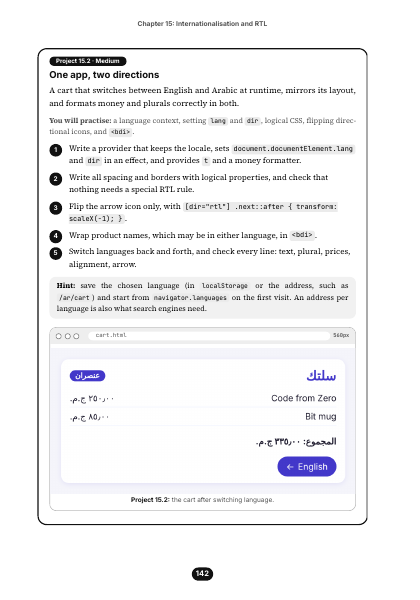 Chapter 15: Internationalisation and RTL
Project 15.2 · Medium
One app, two directions
A cart that switches between English and Arabic at runtime, mirrors its layout,
and formats money and plurals correctly in both.
You will practise: a language context, setting lang and dir, logical CSS, flipping direc-
tional icons, and <bdi>.
1 Write a provider that keeps the locale, sets document.documentElement.lang
and dir in an effect, and provides t and a money formatter.
2 Write all spacing and borders with logical properties, and check that
nothing needs a special RTL rule.
3 Flip the arrow icon only, with [dir="rtl"] .next::after { transform:
scaleX(-1); }.
4 Wrap product names, which may be in either language, in <bdi>.
5 Switch languages back and forth, and check every line: text, plural, prices,
alignment, arrow.
Hint: save the chosen language (in localStorage or the address, such as
/ar/cart) and start from navigator.languages on the first visit. An address per
language is also what search engines need.
cart.html 560px
سلتك
عنصران
Code from Zero
٢٥٠٫٠٠ ج.م.
Bit mug
٨٥٫٠٠ ج.م.
المجموع: ٣٣٥٫٠٠ ج.م.
← English
Project 15.2: the cart after switching language.
142